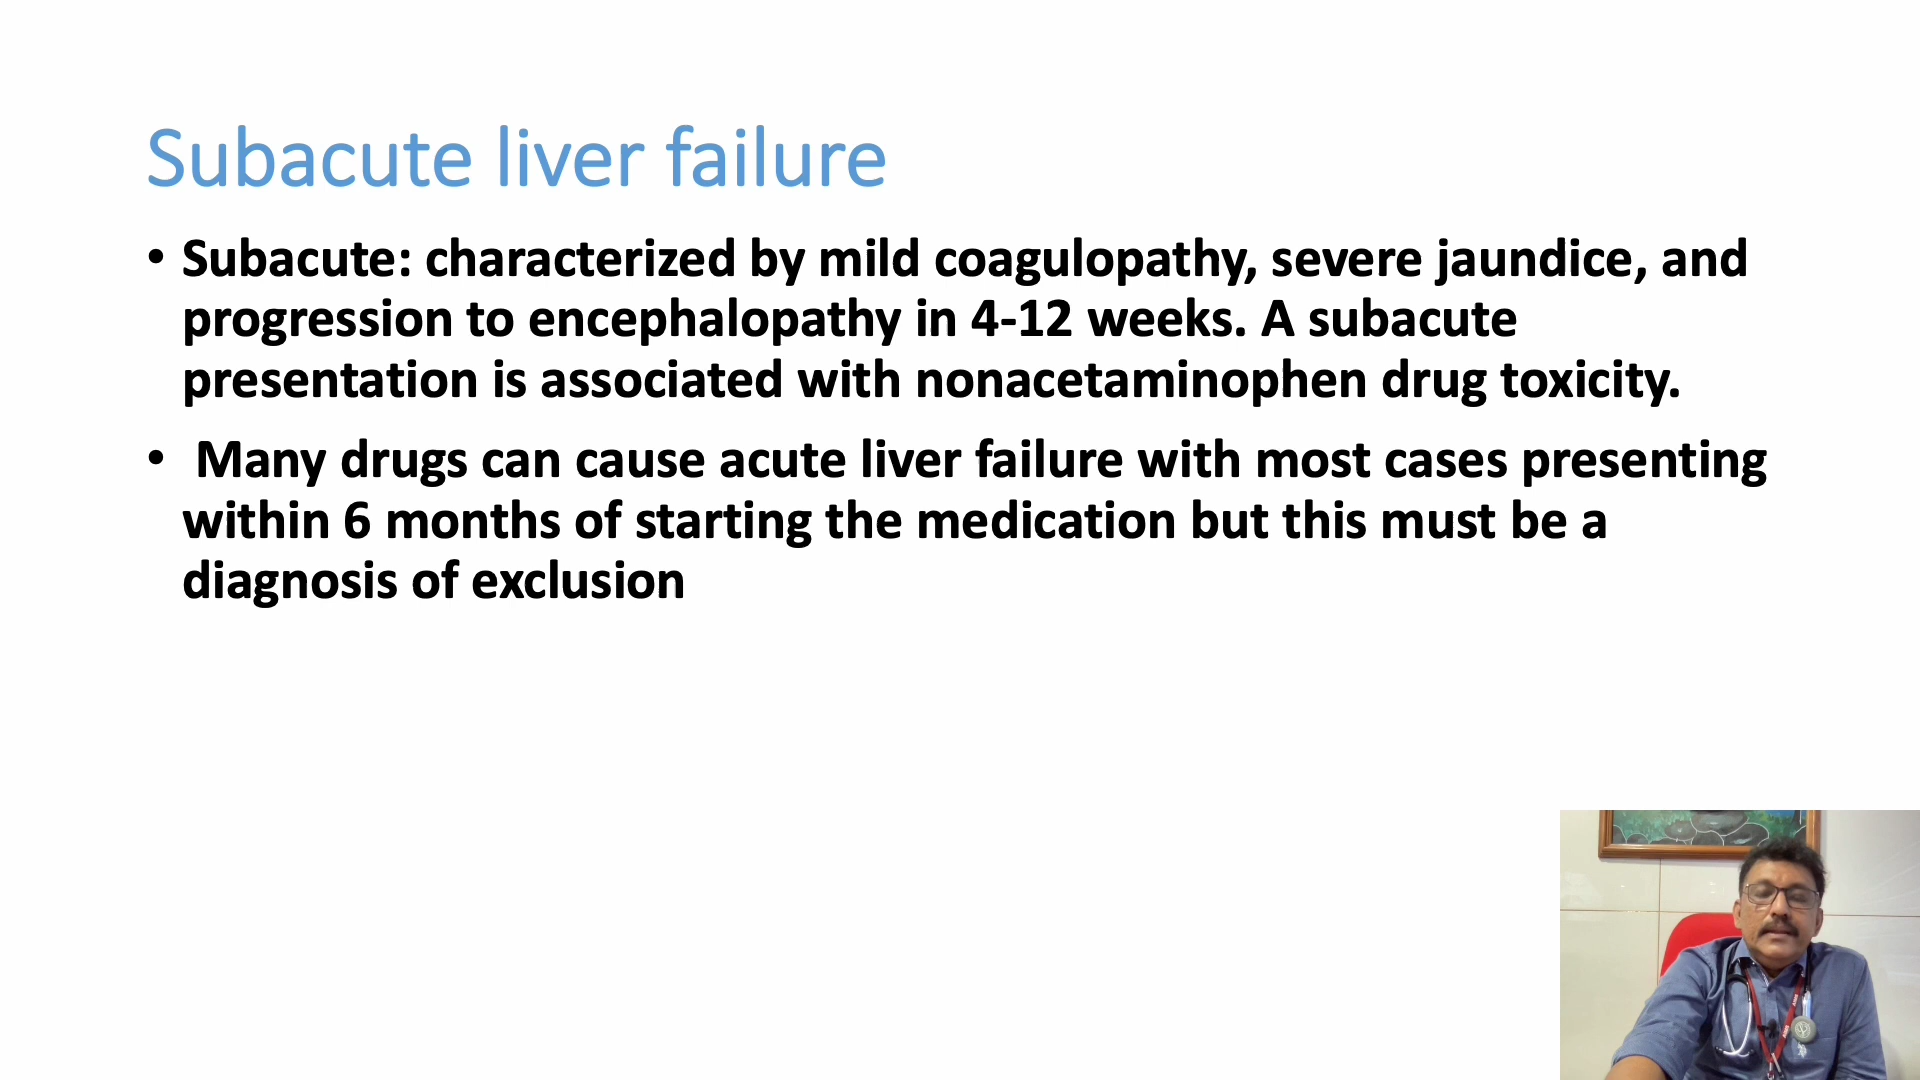 Subacute liver failure
• Subacute: characterized by mild coagulopathy, severe jaundice, and
progression to encephalopathy in 4-12 weeks. A subacute
presentation is associated with nonacetaminophen drug toxicity.
• Many drugs can cause acute liver failure with most cases presenting
within 6 months of starting the medication but this must be a
diagnosis of exclusion